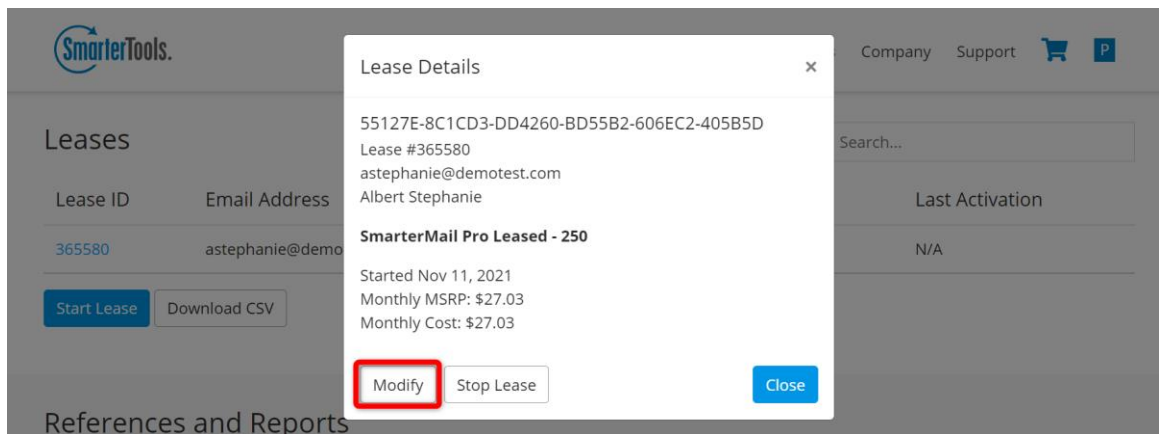 SmarterTools.
Company Support P
Leases
Search...
Lease ID Email Address Last Activation
365580 astephanie@demo N/A
Start Lease Download CSV
References and Reports
Lease Details ×
55127E-8C1CD3-DD4260-BD55B2-606EC2-405B5D
Lease #365580
astephanie@demotest.com
Albert Stephanie
SmarterMail Pro Leased - 250
Started Nov 11, 2021
Monthly MSRP: $27.03
Monthly Cost: $27.03
Modify Stop Lease Close